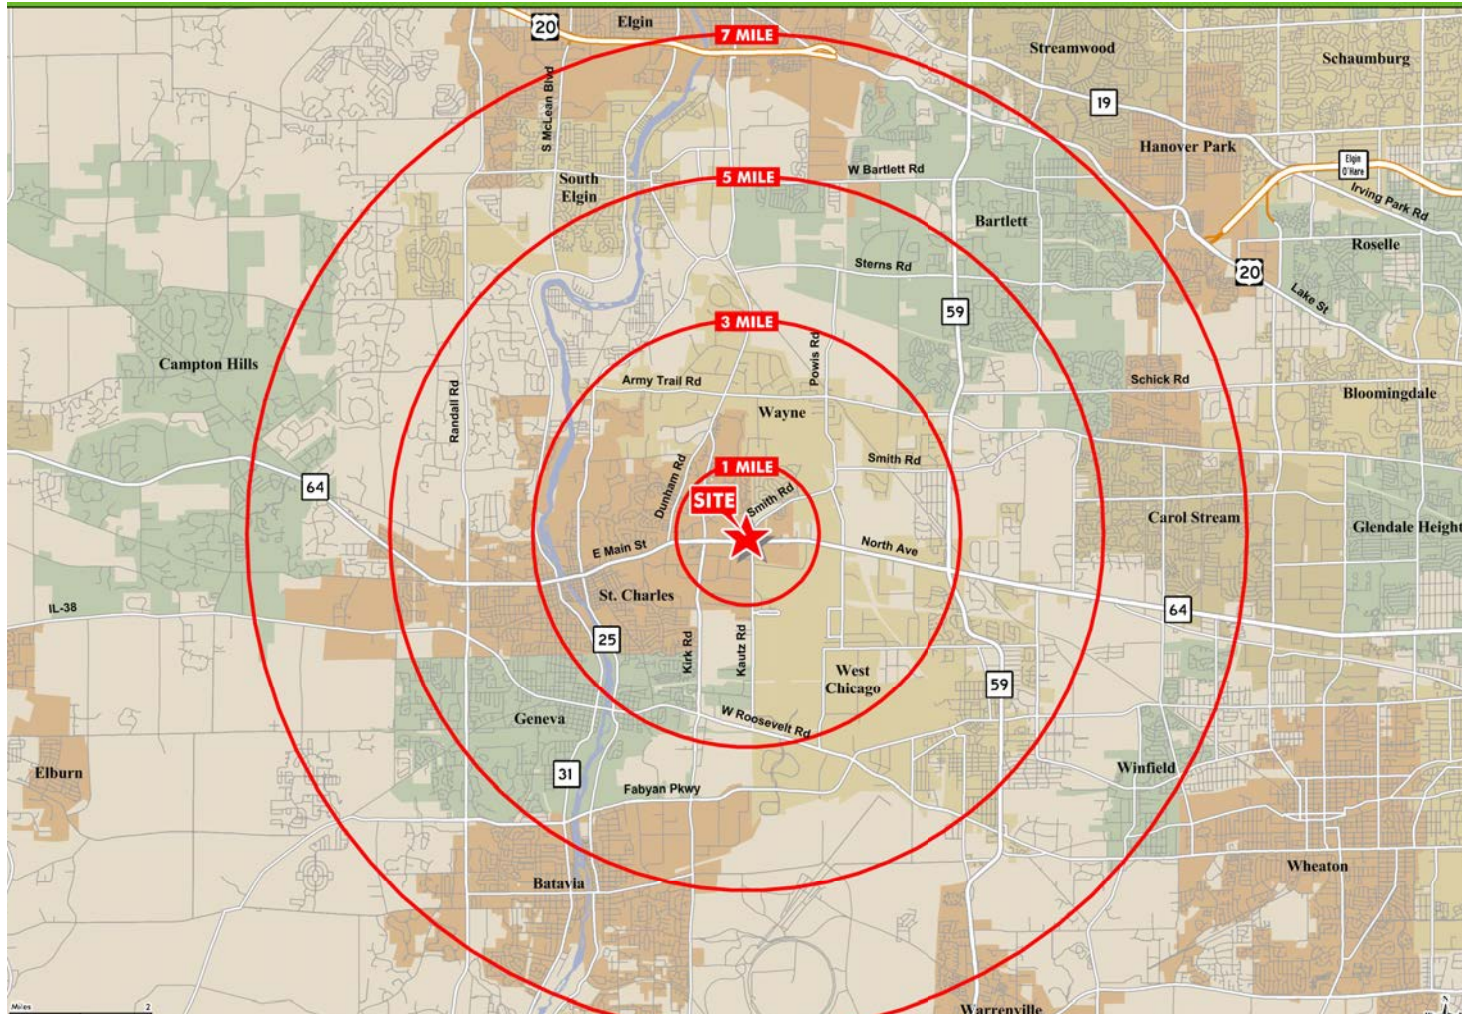 20
Elgin
7 MILE
Streamwood
Schaumburg
S McLean Blvd
19
Hanover Park
Elgin
O'Hare
South
Elgin
5 MILE
W Bartlett Rd
Irving Park Rd
Bartlett
Roselle
Sterns Rd
20
Lake St
59
3 MILE
Campton Hills
Powis Rd
Army Trail Rd
Schick Rd
Bloomingdale
Randall Rd
Wayne
Smith Rd
1 MILE
Dunham Rd
64
SITE
Smith Rd
Carol Stream
Glendale Height
E Main St
North Ave
St. Charles
IL-38
64
25
Kirk Rd
Kautz Rd
West
Chicago
59
Geneva
W Roosevelt Rd
Elburn
31
Fabyan Pkwy
Winfield
Batavia
Wheaton
Miles
2
N
Warrenville